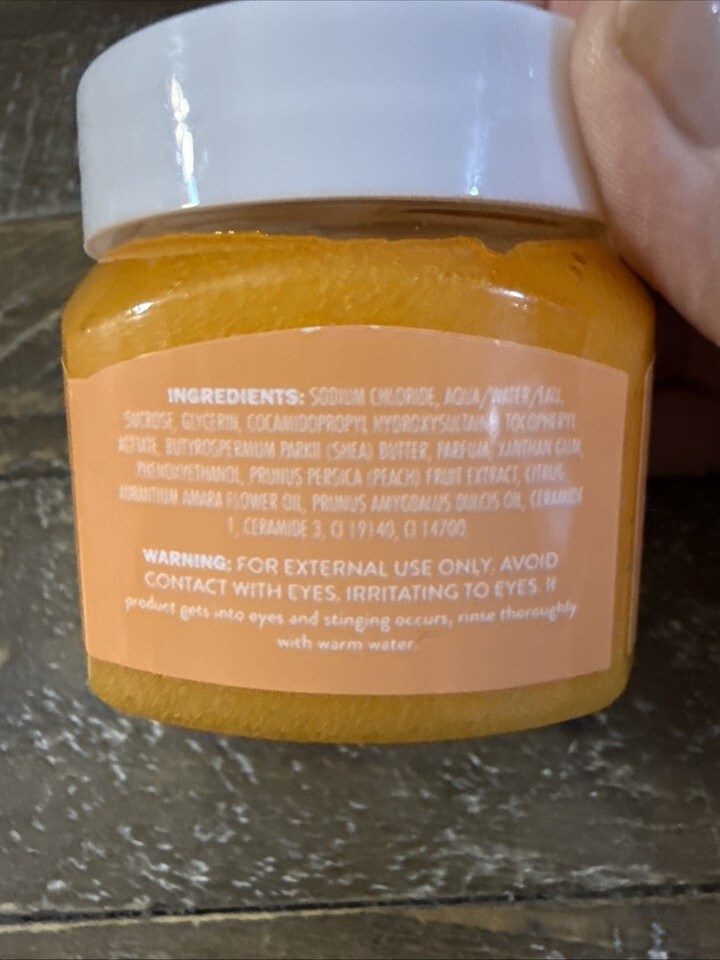 INGREDIENTS: SODIUM CHLORIDE, AQUA/WATER/EAU,
SUCROSE, GLYCERIN, COCAMIDOPROPYL HYDROXYSULTAINE, TOCOPHERYL
ACETATE, BUTYROSPERMUM PARKII (SHEA) BUTTER, PARFUM, XANTHAN GUM,
PHENOXYETHANOL, PRUNUS PERSICA (PEACH) FRUIT EXTRACT, CITRUS
AURANTIUM AMARA FLOWER OIL, PRUNUS AMYGDALUS DULCIS OIL, CERAMIDE
1, CERAMIDE 3, CI 19140, CI 14700
WARNING: FOR EXTERNAL USE ONLY. AVOID
CONTACT WITH EYES. IRRITATING TO EYES. If
product gets into eyes and stinging occurs, rinse thoroughly
with warm water.